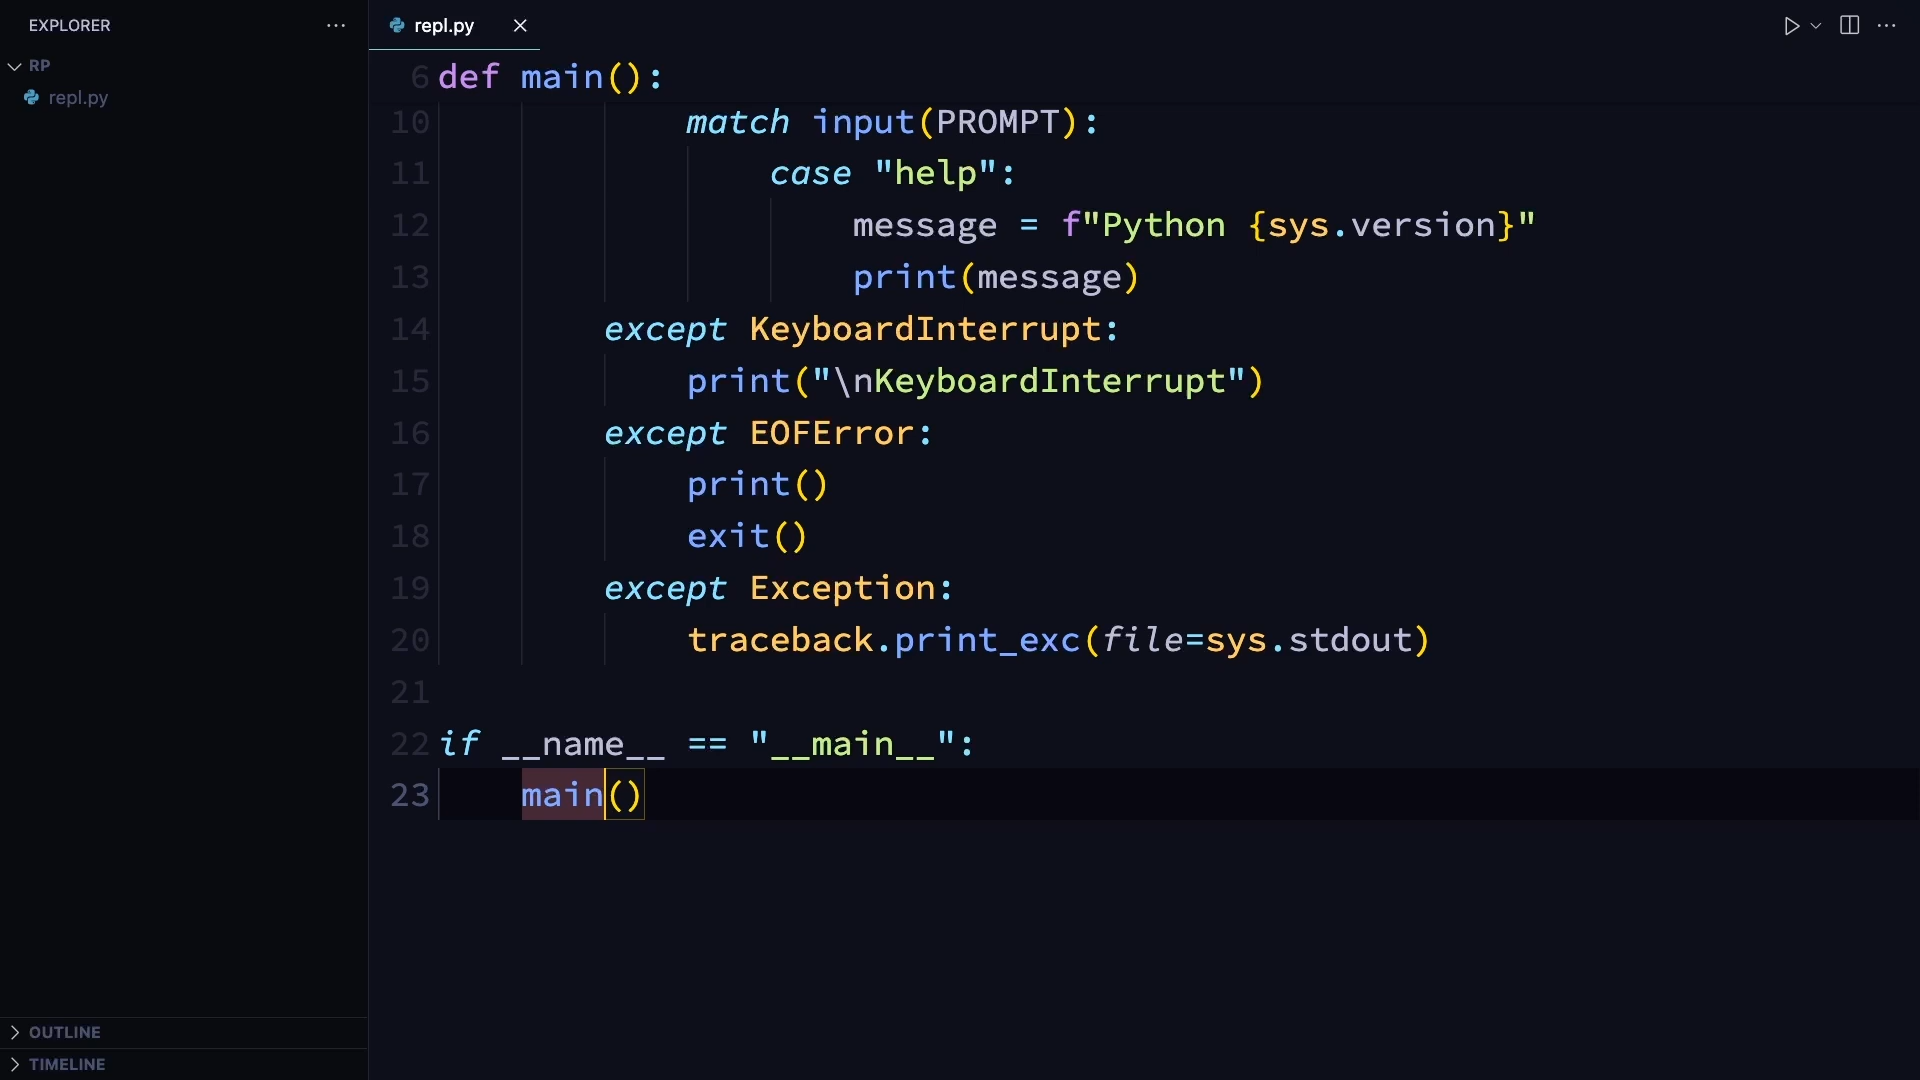 EXPLORER
RP
repl.py
OUTLINE
TIMELINE
repl.py
6 def main():
10 match input(PROMPT):
11 case "help":
12 message = f"Python {sys.version}"
13 print(message)
14 except KeyboardInterrupt:
15 print("\nKeyboardInterrupt")
16 except EOFError:
17 print()
18 exit()
19 except Exception:
20 traceback.print_exc(file=sys.stdout)
21
22 if __name__ == "__main__":
23 main()